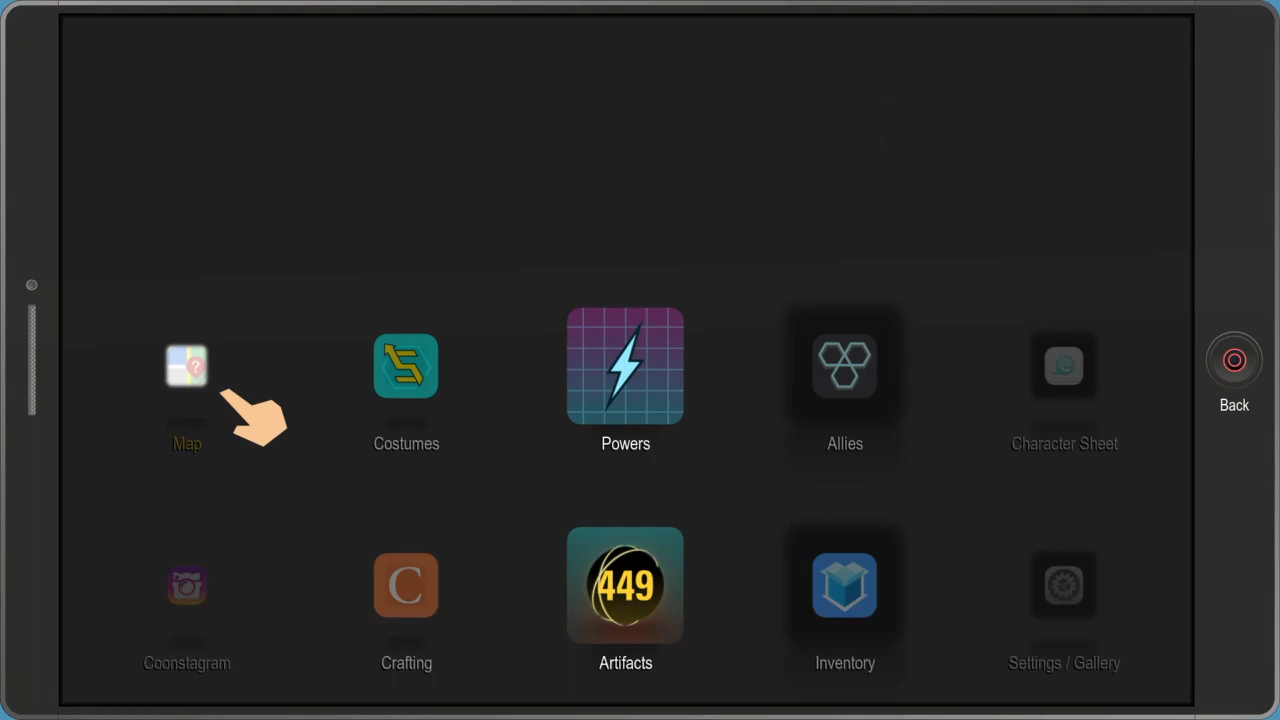 ?
Map
Costumes
Powers
Allies
Character Sheet
Back
Coonstagram
C
Crafting
449
Artifacts
Inventory
Settings / Gallery